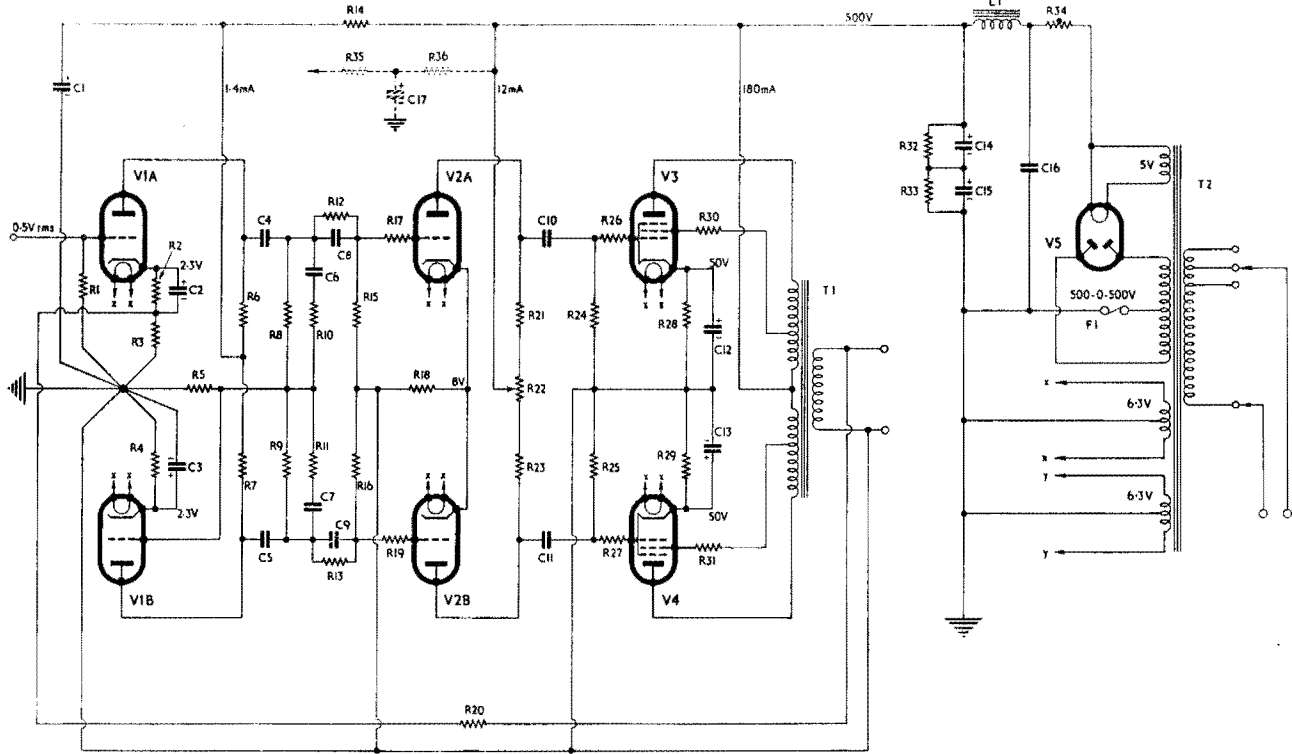 R14
500V
L1
R34
R35
R36
C17
C1
1·4mA
12mA
180mA
R32
C14
R33
C15
C16
5V
T2
V5
500-0-500V
F1
V1A
0·5V rms
R1
R2
2·3V
C2
R3
C4
R12
C8
C6
R17
V2A
C10
R26
V3
R30
50V
R6
R8
R10
R15
R21
R24
R28
C12
T1
R5
R18
8V
R22
R4
C3
R7
R9
R11
R16
R23
R25
R29
C13
C7
2·3V
C5
C9
R13
R19
C11
R27
50V
R31
V1B
V2B
V4
R20
x
x
x
x
x
x
x
x
x
x
x
x
x
6·3V
x
y
6·3V
y